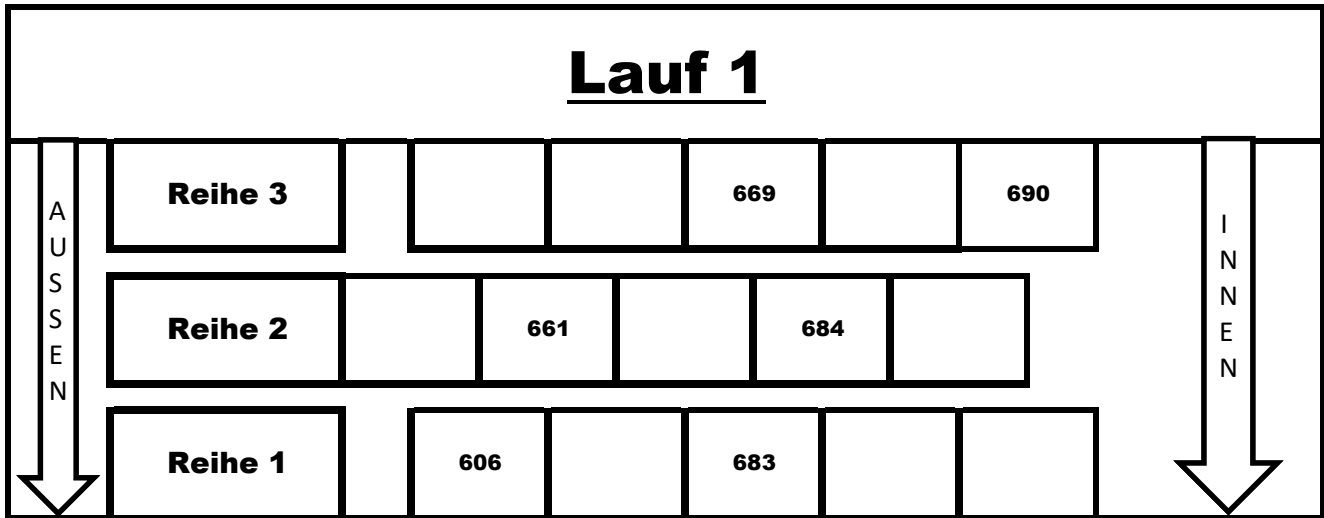 Lauf 1
AUSSEN
Reihe 3 669 690
Reihe 2 661 684
Reihe 1 606 683
INNEN